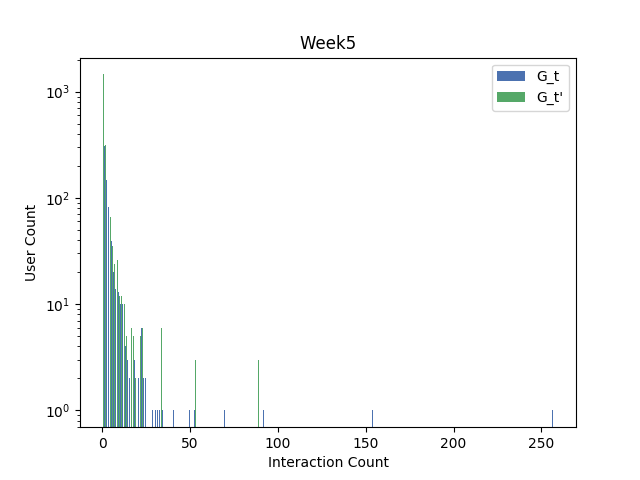 Week5
G_t
G_t'
User Count
10³
10²
10¹
10⁰
0 50 100 150 200 250
Interaction Count